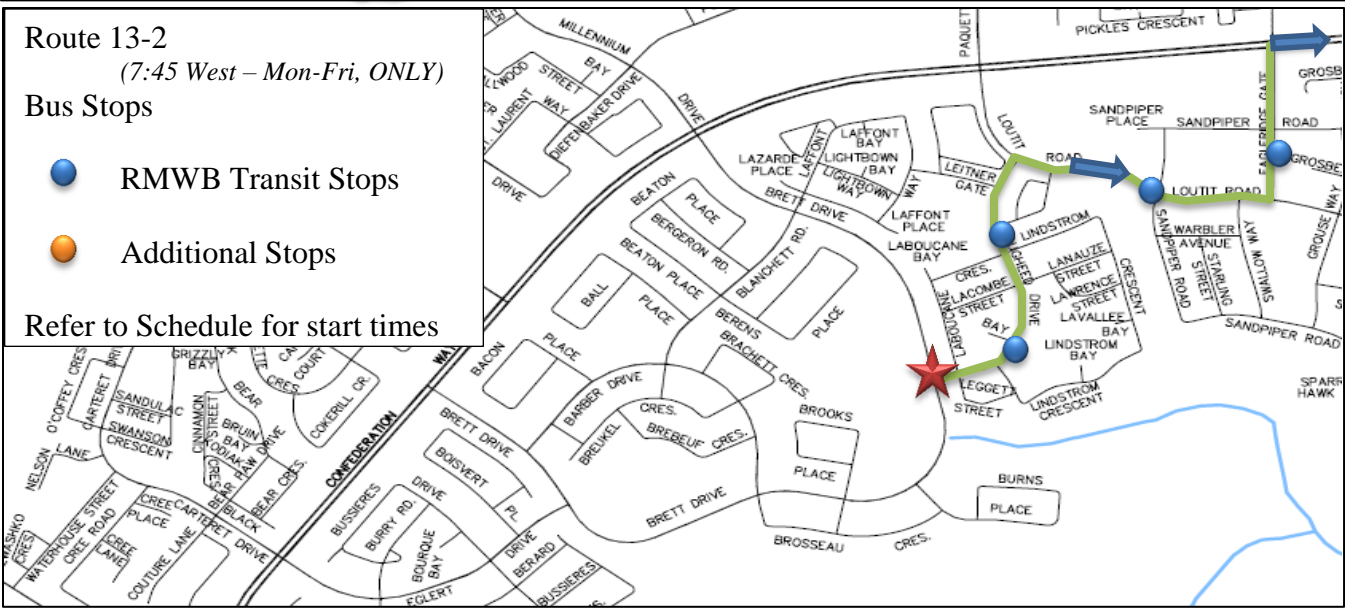 Route 13-2
(7:45 West – Mon-Fri, ONLY)
Bus Stops
RMWB Transit Stops
Additional Stops
Refer to Schedule for start times
MILLENNIUM
BAY
STREET
WAY
LAURENT
DIEFENBAKER DRIVE
DRIVE
DRIVE
PAQUET
PICKLES CRESCENT
EAGLERIDGE GATE
SANDPIPER
PLACE
SANDPIPER
ROAD
LOUTIT
ROAD
LOUTIT ROAD
LAFFONT
LAFFONT
BAY
LAZARDE
PLACE
LIGHTBOWN
BAY
LIGHTBOWN
WAY
WAY
LEITNER
GATE
BRETT DRIVE
LAFFONT
PLACE
LABOUCANE
BAY
LINDSTROM
CRES.
LACOMBE
STREET
LANAUZE
STREET
LAWRENCE
STREET
LAVALLEE
BAY
CRESCENT
DRIVE
BAY
LINDSTROM
BAY
LEGGETT
STREET
LINDSTROM
CRESCENT
SANDPIPER ROAD
WARBLER
AVENUE
STARLING
STREET
SWALLOW WAY
GROUSE WAY
SANDPIPER ROAD
HAWK
BEATON
PLACE
BERGERON RD.
BEATON PLACE
BLANCHETT RD.
BALL
PLACE
BERENS
PLACE
BRACHETT CRES.
BACON
PLACE
BARBER DRIVE
CRES.
BREUKEL
BREBEUF CRES.
BROOKS
PLACE
BRETT DRIVE
BOISVERT
PL.
DRIVE
BUSSIERES
BURRY RD.
BOURQUE
BAY
EGLERT
DRIVE
BERARD
BUSSIERES
BRETT DRIVE
BROSSEAU
CRES.
BURNS
PLACE
CONFEDERATION
GRIZZLY
BAY
CRES
COURT
COKERILL CR.
BEAR
O'COFFEY CRES.
CARTERET
SANDULAC
STREET
SWANSON
CRESCENT
CINNAMON
STREET
BRUIN
BAY
KODIAK
CRES
BEAR PAW DRIVE
BEAR CRES.
BLACK
NELSON
LANE
WATERHOUSE STREET
CREE ROAD
CREE
PLACE
CREE
LANE
CARTERET DRIVE
COUTURE LANE
CRES.